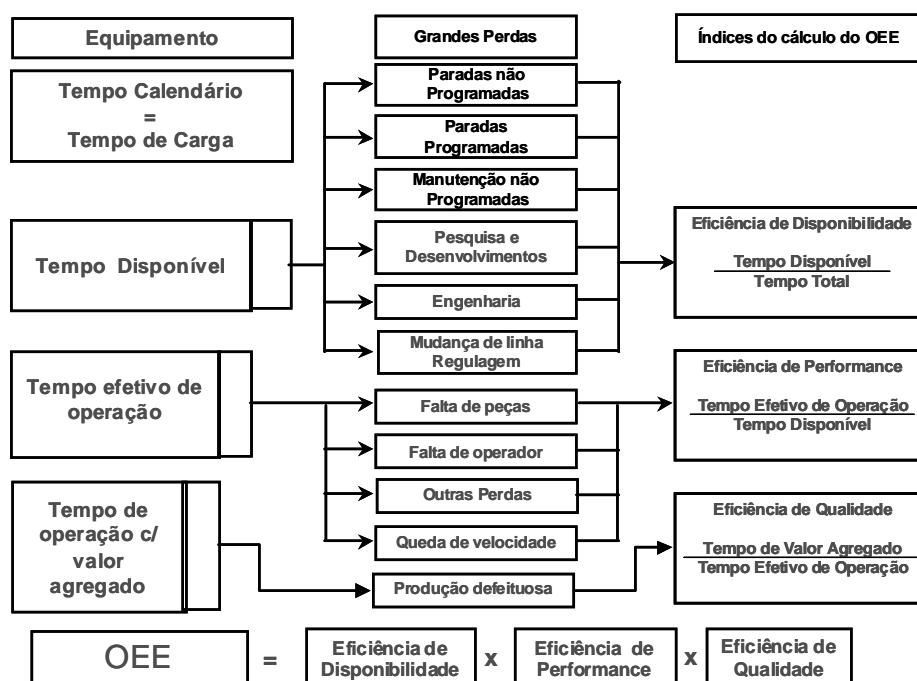 Equipamento
Grandes Perdas
Índices do cálculo do OEE
Tempo Calendário
=
Tempo de Carga
Paradas não
Programadas
Paradas
Programadas
Manutenção não
Programadas
Tempo Disponível
Pesquisa e
Desenvolvimentos
Engenharia
Mudança de linha
Regulagem
Eficiência de Disponibilidade
Tempo Disponível
Tempo Total
Tempo efetivo de
operação
Falta de peças
Falta de operador
Outras Perdas
Queda de velocidade
Eficiência de Performance
Tempo Efetivo de Operação
Tempo Disponível
Tempo de
operação c/
valor
agregado
Produção defeituosa
Eficiência de Qualidade
Tempo de Valor Agregado
Tempo Efetivo de Operação
OEE
=
Eficiência de
Disponibilidade
x
Eficiência de
Performance
x
Eficiência de
Qualidade